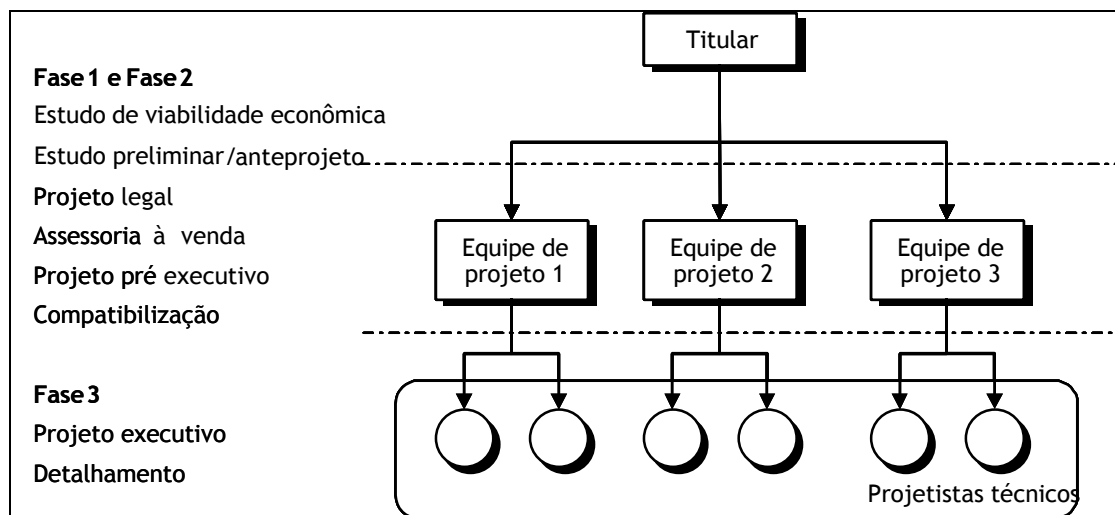 Titular
Fase 1 e Fase 2
Estudo de viabilidade econômica
Estudo preliminar/anteprojeto
Projeto legal
Assessoria à venda
Projeto pré executivo
Compatibilização
Equipe de
projeto 1
Equipe de
projeto 2
Equipe de
projeto 3
Fase 3
Projeto executivo
Detalhamento
Projetistas técnicos